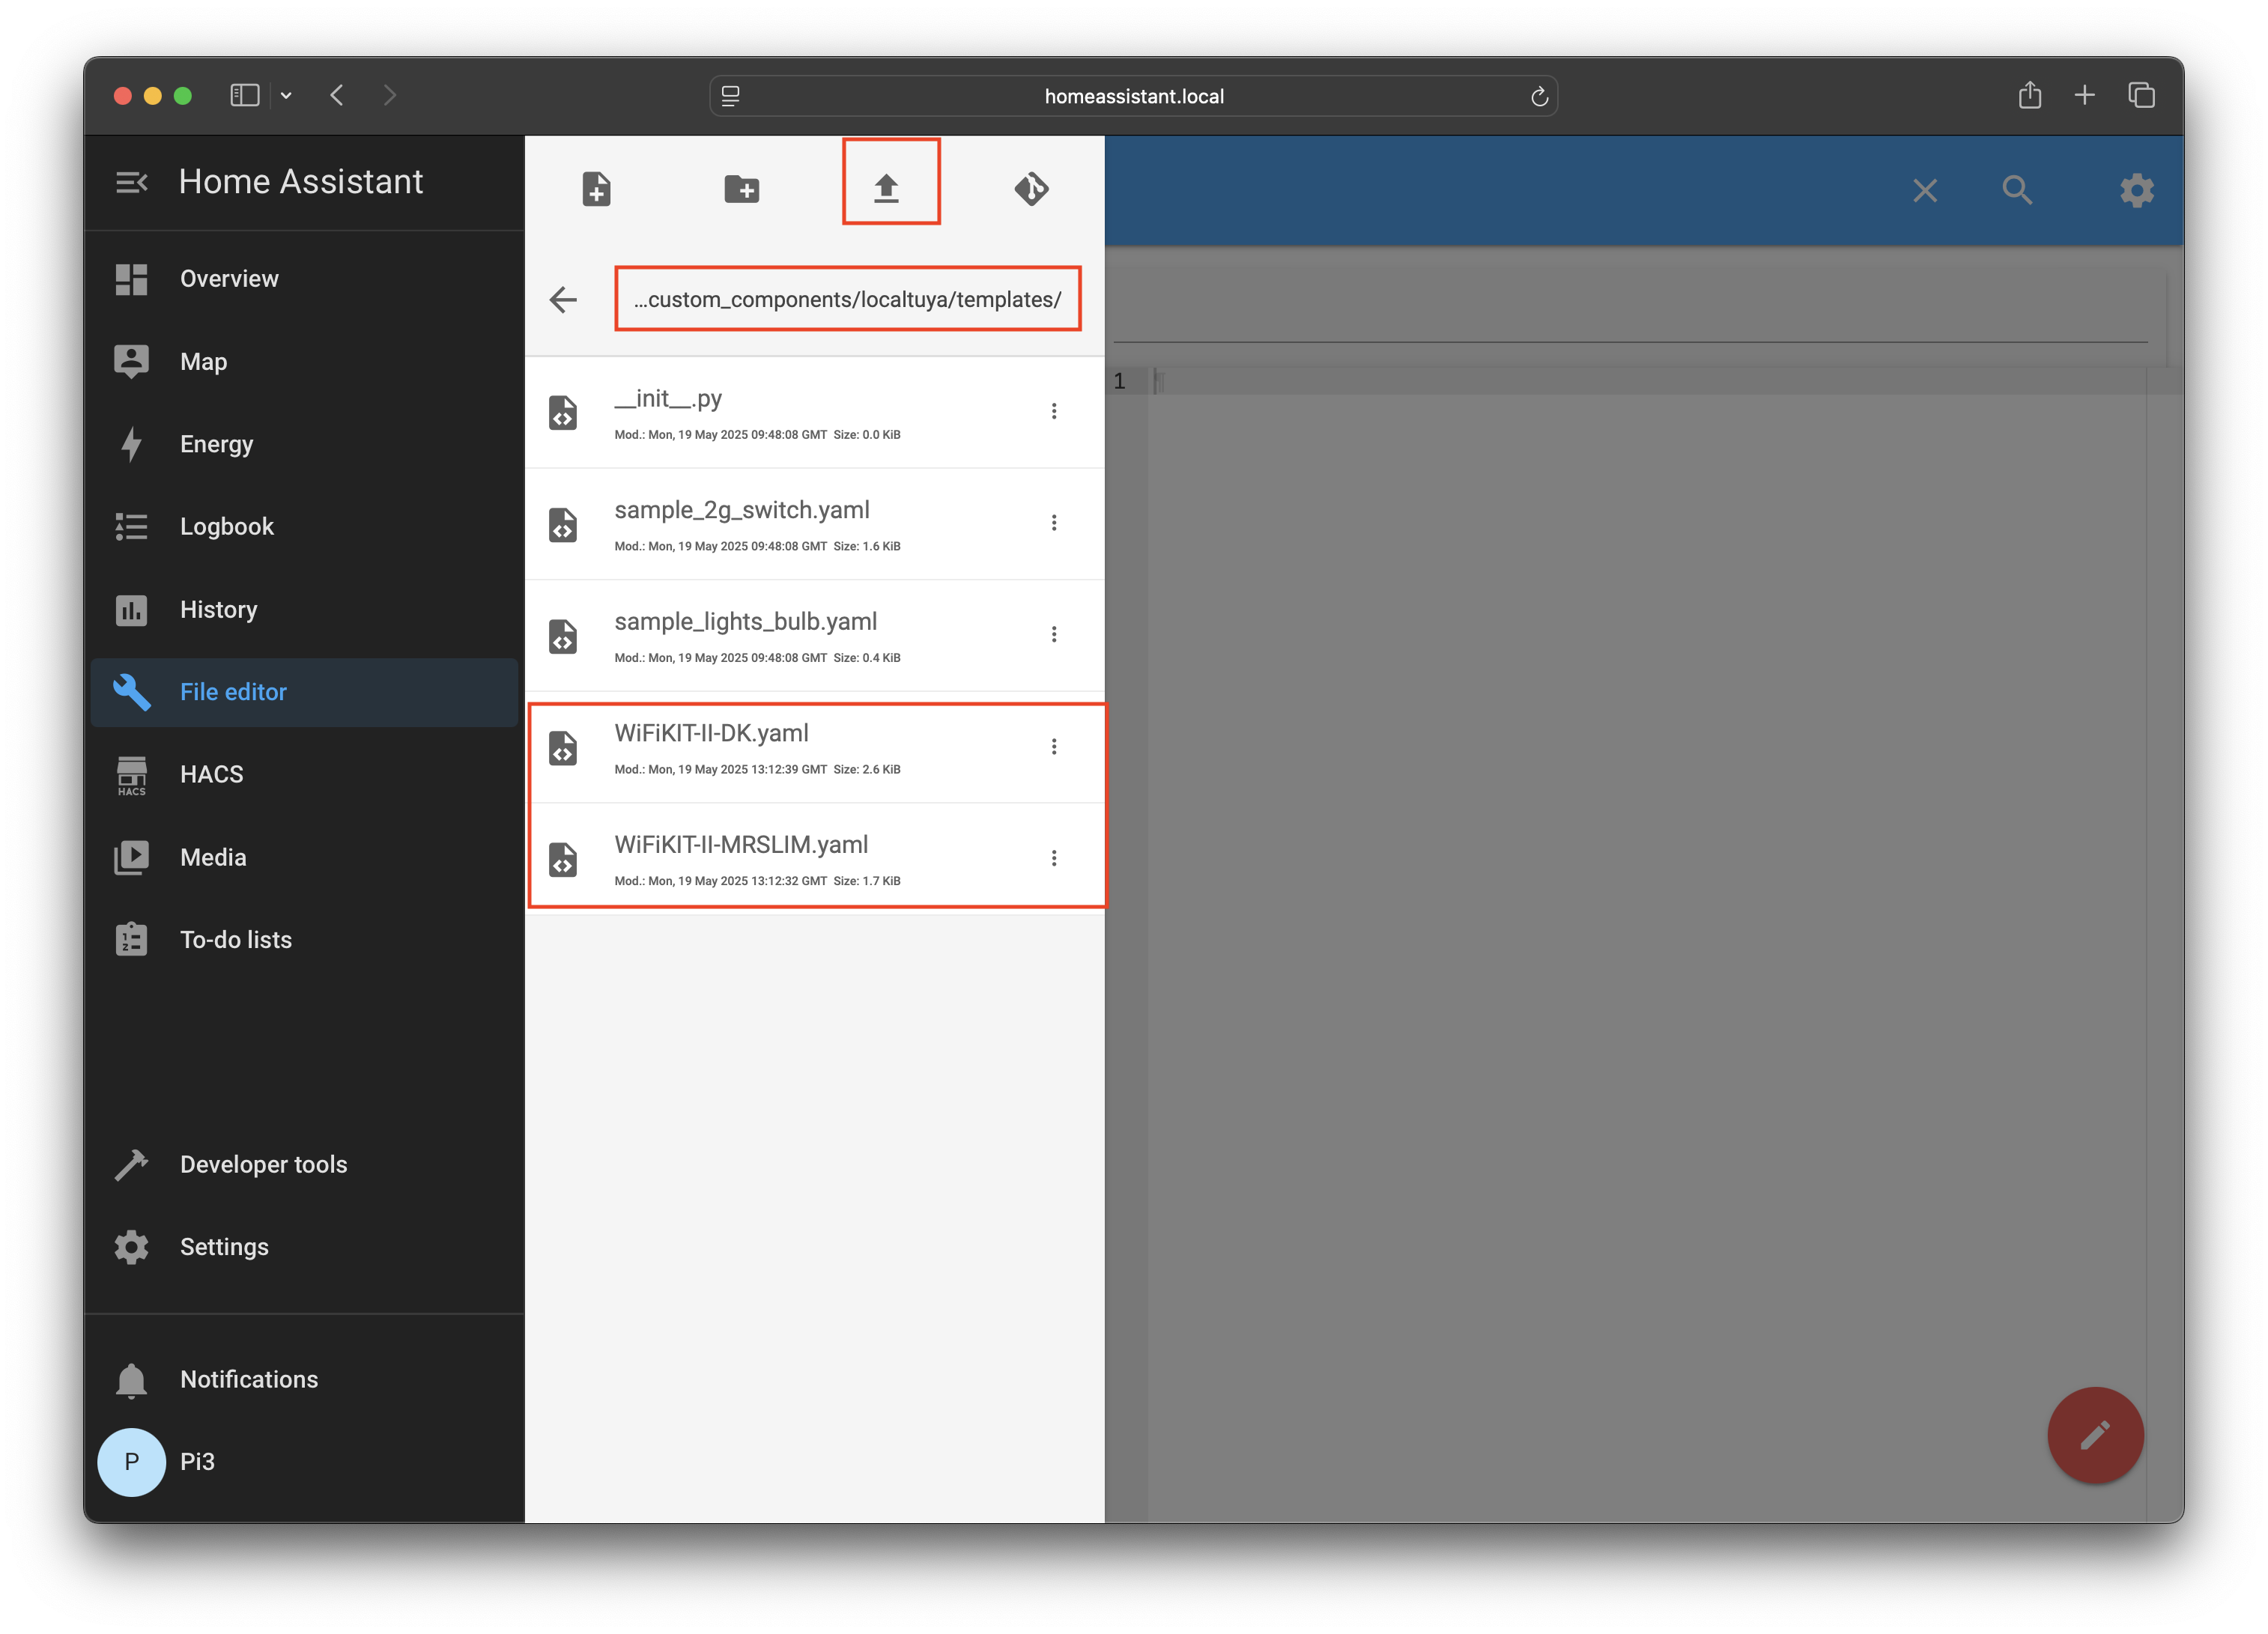 homeassistant.local
Home Assistant
Overview
Map
Energy
Logbook
History
File editor
HACS
HACS
Media
To-do lists
Developer tools
Settings
Notifications
P
Pi3
...custom_components/localtuya/templates/
__init__.py
Mod.: Mon, 19 May 2025 09:48:08 GMT Size: 0.0 KiB
sample_2g_switch.yaml
Mod.: Mon, 19 May 2025 09:48:08 GMT Size: 1.6 KiB
sample_lights_bulb.yaml
Mod.: Mon, 19 May 2025 09:48:08 GMT Size: 0.4 KiB
WiFiKIT-II-DK.yaml
Mod.: Mon, 19 May 2025 13:12:39 GMT Size: 2.6 KiB
WiFiKIT-II-MRSLIM.yaml
Mod.: Mon, 19 May 2025 13:12:32 GMT Size: 1.7 KiB
1